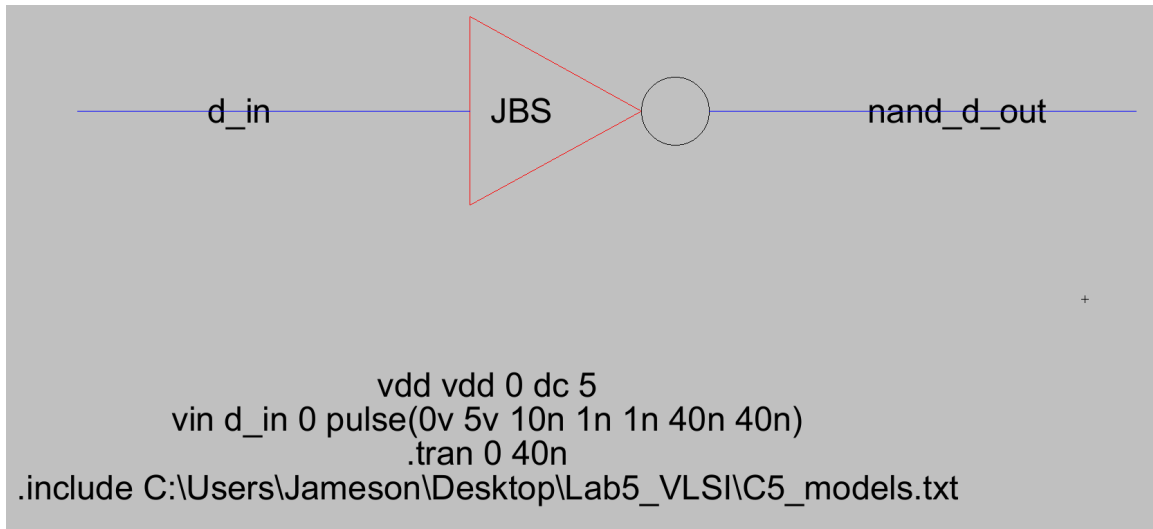 d_in JBS nand_d_out
vdd vdd 0 dc 5
vin d_in 0 pulse(0v 5v 10n 1n 1n 40n 40n)
.tran 0 40n
.include C:\Users\Jameson\Desktop\Lab5_VLSI\C5_models.txt